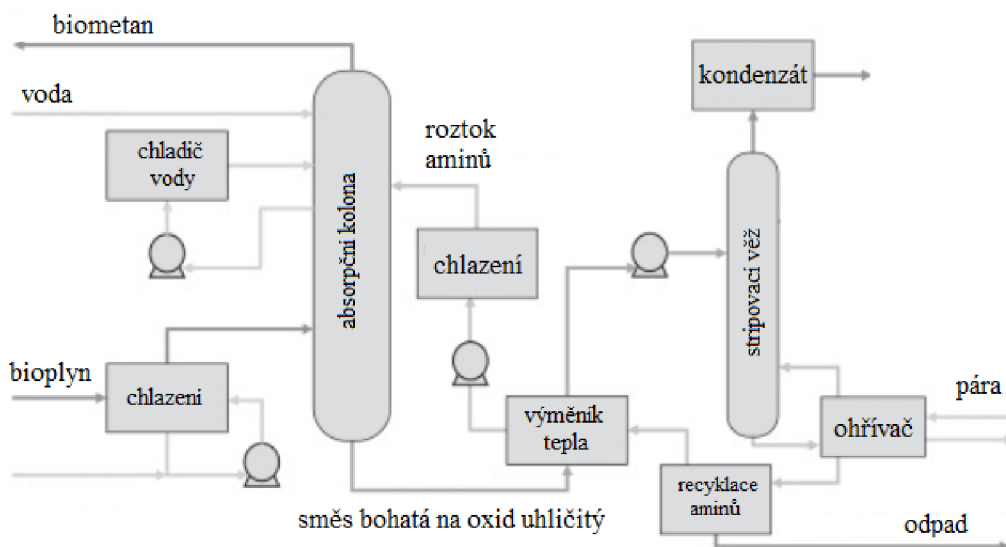 biometan
voda
chladič
vody
roztok
aminů
kondenzát
absorpční kolona
chlazení
stripovací věž
bioplyn
chlazení
výměník
tepla
ohřívač
pára
recyklace
aminů
směs bohatá na oxid uhličitý
odpad